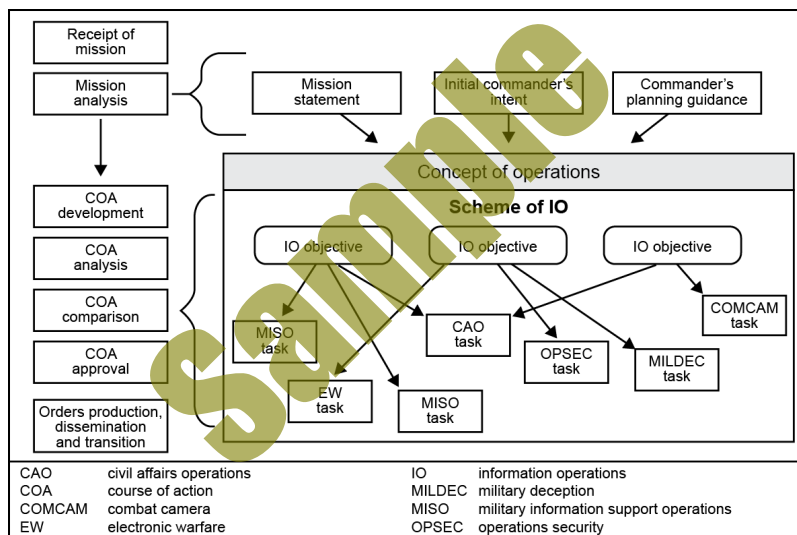 Receipt of
mission
Mission
analysis
Mission
statement
Initial commander's
intent
Commander's
planning guidance
Concept of operations
Scheme of IO
COA
development
COA
analysis
COA
comparison
COA
approval
Orders production,
dissemination
and transition
IO objective
IO objective
IO objective
MISO
task
CAO
task
COMCAM
task
OPSEC
task
MILDEC
task
EW
task
MISO
task
Sample
CAO civil affairs operations
COA course of action
COMCAM combat camera
EW electronic warfare
IO information operations
MILDEC military deception
MISO military information support operations
OPSEC operations security